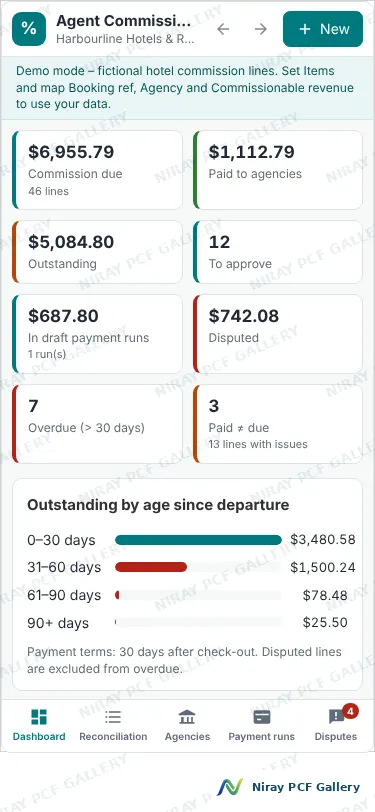 %
Agent Commissi...
Harbourline Hotels & R...
+ New
Demo mode – fictional hotel commission lines. Set Items
and map Booking ref, Agency and Commissionable revenue
to use your data.
$6,955.79
Commission due
46 lines
$1,112.79
Paid to agencies
$5,084.80
Outstanding
12
To approve
$687.80
In draft payment runs
1 run(s)
$742.08
Disputed
7
Overdue (> 30 days)
3
Paid ≠ due
13 lines with issues
Outstanding by age since departure
0–30 days $3,480.58
31–60 days $1,500.24
61–90 days $78.48
90+ days $25.50
Payment terms: 30 days after check-out. Disputed lines
are excluded from overdue.
4
Dashboard Reconciliation Agencies Payment runs Disputes
Niray PCF Gallery
NIRAY PCF GALLERY